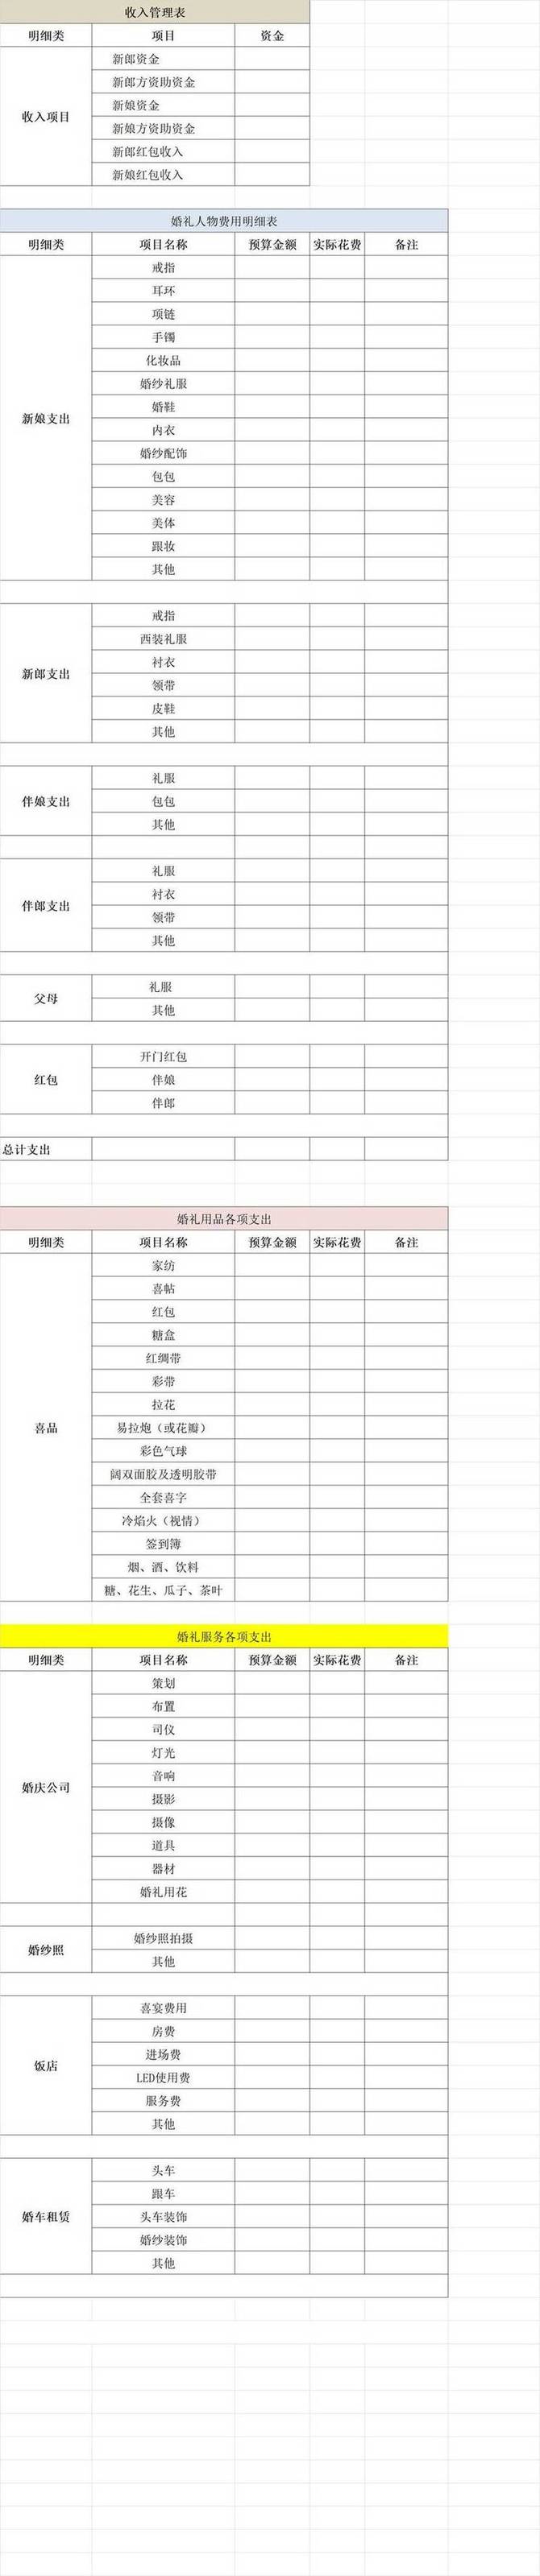 收入管理表
明细类 项目 资金
新郎资金
新郎方资助资金
新娘资金
收入项目
新娘方资助资金
新郎红包收入
新娘红包收入
婚礼人物费用明细表
明细类 项目名称 预算金额 实际花费 备注
戒指
耳环
项链
手镯
化妆品
婚纱礼服
婚鞋
新娘支出
内衣
婚纱配饰
包包
美容
美体
跟妆
其他
戒指
西装礼服
衬衣
新郎支出
领带
皮鞋
其他
礼服
伴娘支出 包包
其他
礼服
衬衣
伴郎支出
领带
其他
礼服
父母
其他
开门红包
红包 伴娘
伴郎
总计支出
婚礼用品各项支出
明细类 项目名称 预算金额 实际花费 备注
家纺
喜帖
红包
糖盒
红绸带
彩带
拉花
喜品 易拉炮（或花瓣）
彩色气球
阔双面胶及透明胶带
全套喜字
冷焰火（视情）
签到簿
烟、酒、饮料
糖、花生、瓜子、茶叶
婚礼服务各项支出
明细类 项目名称 预算金额 实际花费 备注
策划
布置
司仪
灯光
音响
婚庆公司
摄影
摄像
道具
器材
婚礼用花
婚纱照拍摄
婚纱照
其他
喜宴费用
房费
进场费
饭店
LED使用费
服务费
其他
头车
跟车
婚车租赁 头车装饰
婚纱装饰
其他